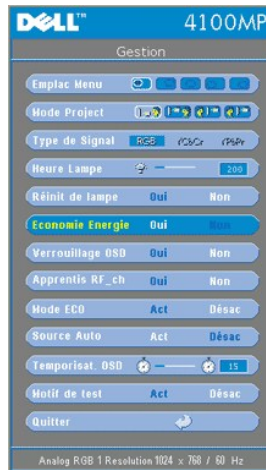 DELL™ 4100MP
Gestion
Emplac Menu
Mode Project
Type de Signal RGB YCbCr YPbPr
Heure Lampe 200
Réinit de lampe Oui Non
Economie Energie Oui Non
Verrouillage OSD Oui Non
Apprentis RF_ch Oui Non
Mode ECO Act Désac
Source Auto Act Désac
Temporisat. OSD 15
Motif de test Act Désac
Quitter
Analog RGB 1 Resolution 1024 x 768 / 60 Hz